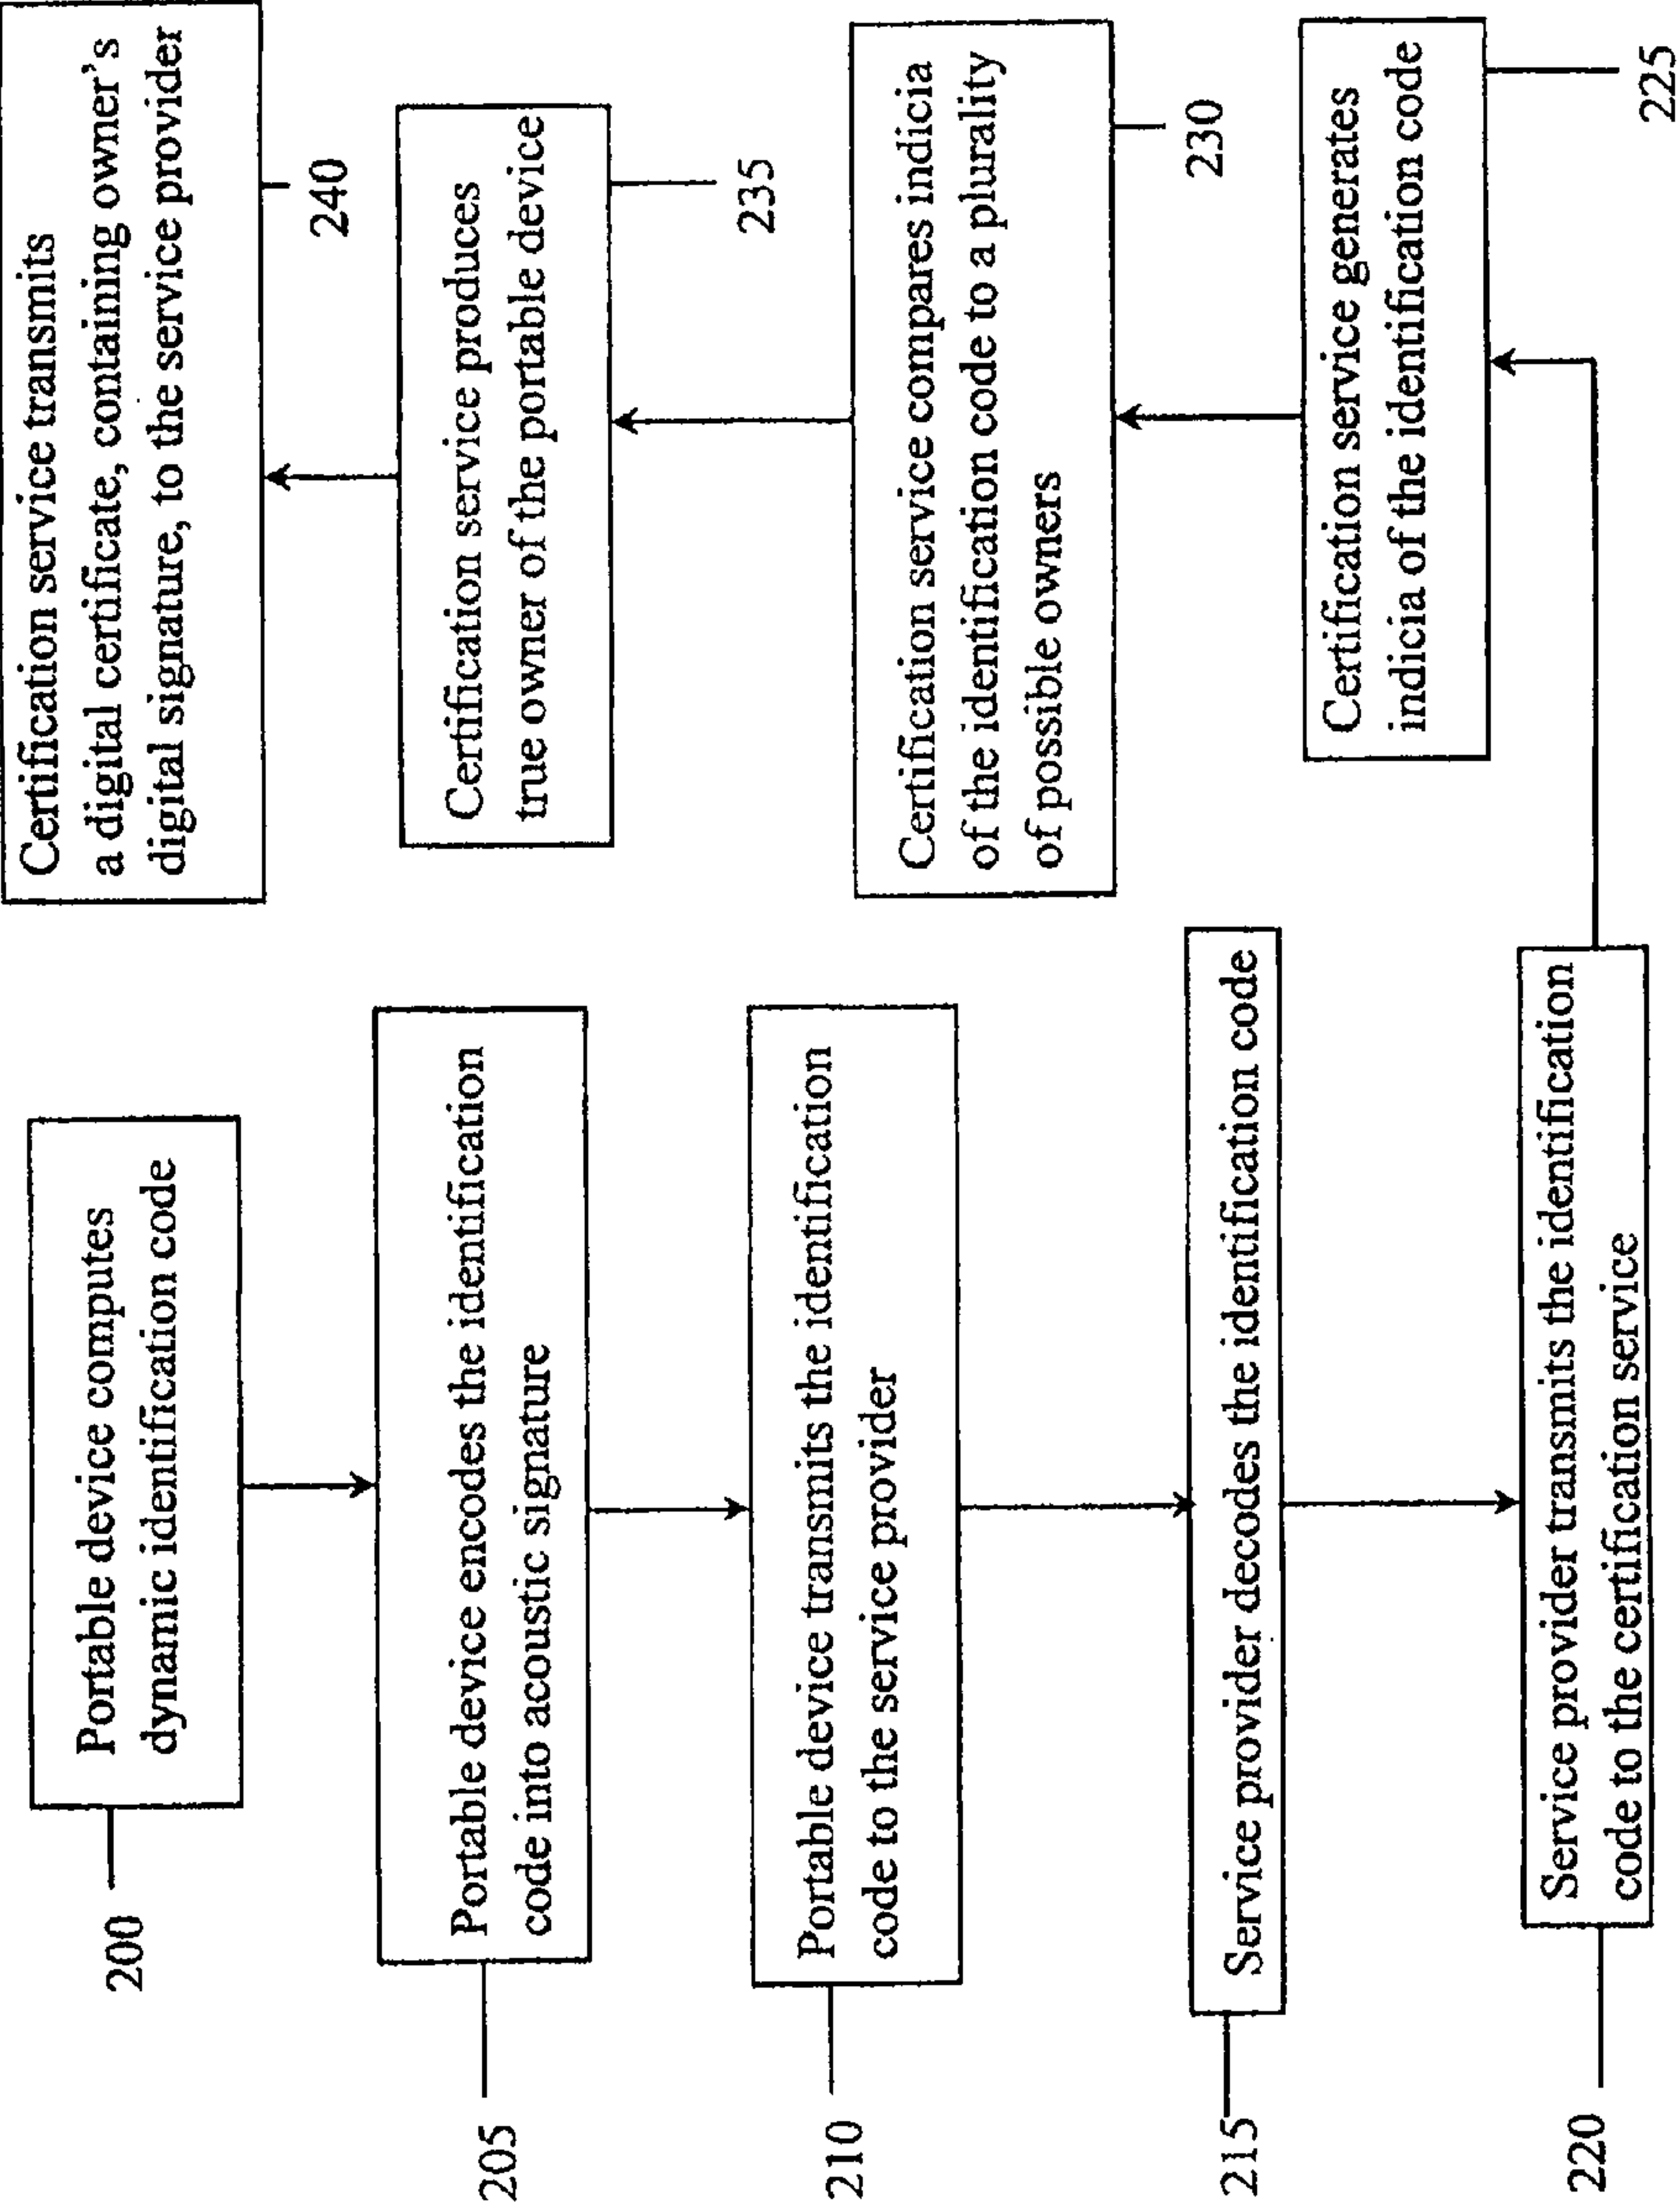 Portable device computes
dynamic identification code
200
Portable device encodes the identification
code into acoustic signature
205
Portable device transmits the identification
code to the service provider
210
Service provider decodes the identification code
215
Service provider transmits the identification
code to the certification service
220
Certification service generates
indicia of the identification code
225
Certification service compares indicia
of the identification code to a plurality
of possible owners
230
Certification service produces
true owner of the portable device
235
Certification service transmits
a digital certificate, containing owner's
digital signature, to the service provider
240